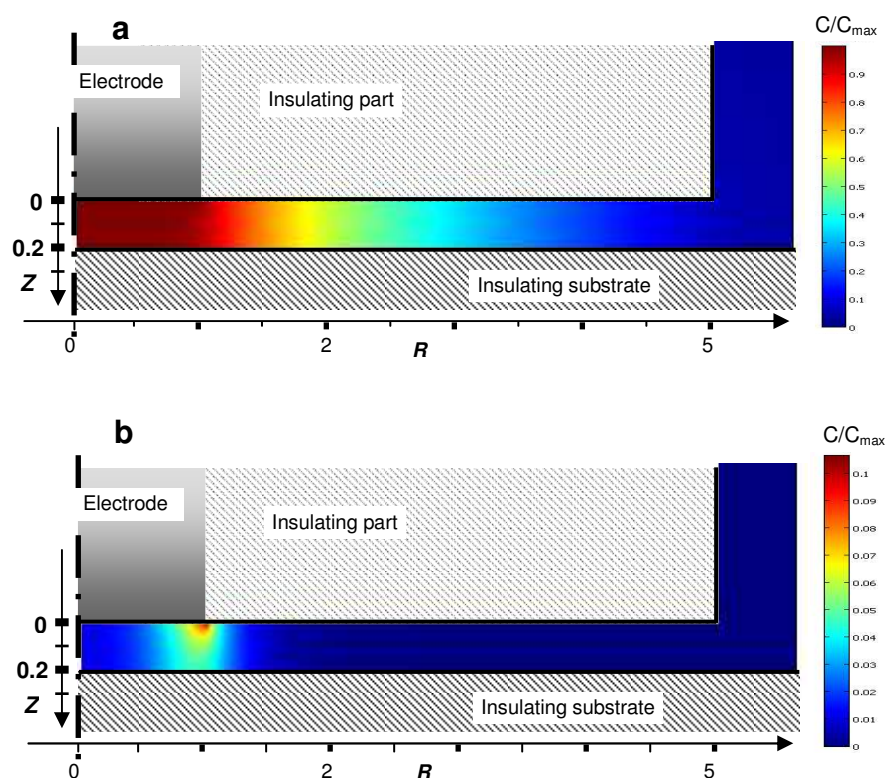 a
C/Cmax
Electrode
Insulating part
0.9
0.8
0.7
0.6
0.5
0.4
0.3
0.2
0.1
0
0
0.2
Z
Insulating substrate
0
2
R
5
b
C/Cmax
Electrode
Insulating part
0.1
0.09
0.08
0.07
0.06
0.05
0.04
0.03
0.02
0.01
0
0
0.2
Z
Insulating substrate
0
2
R
5